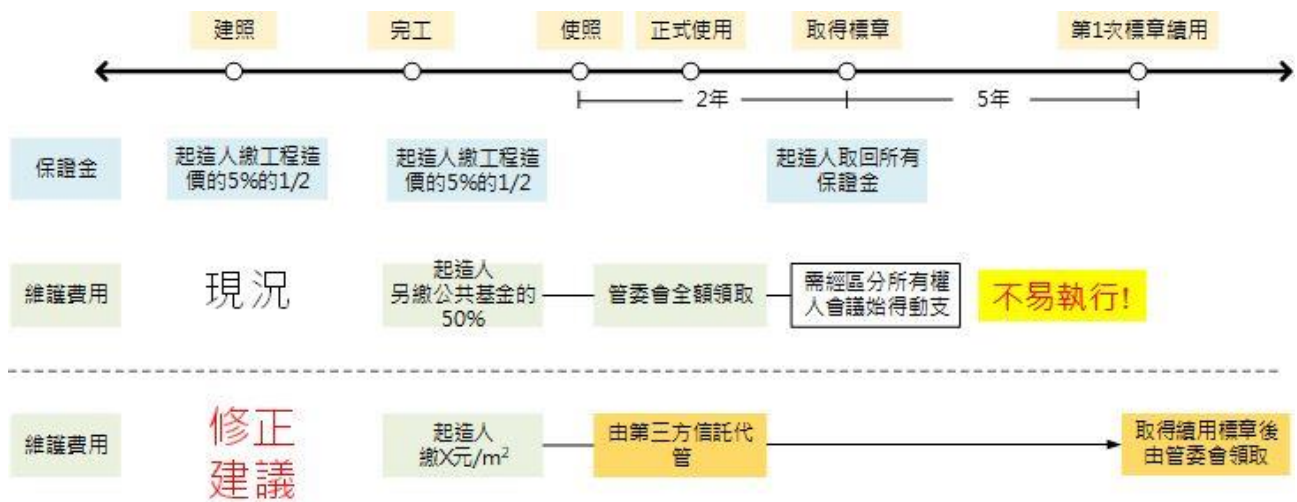 建照
完工
使照
正式使用
取得標章
第1次標章續用
2年
5年
保證金
起造人繳工程造
價的5%的1/2
起造人繳工程造
價的5%的1/2
起造人取回所有
保證金
維護費用
現況
起造人
另繳公共基金的
50%
管委會全額領取
需經區分所有權
人會議始得動支
不易執行!
維護費用
修正
建議
起造人
繳X元/m²
由第三方信託代
管
取得續用標章後
由管委會領取